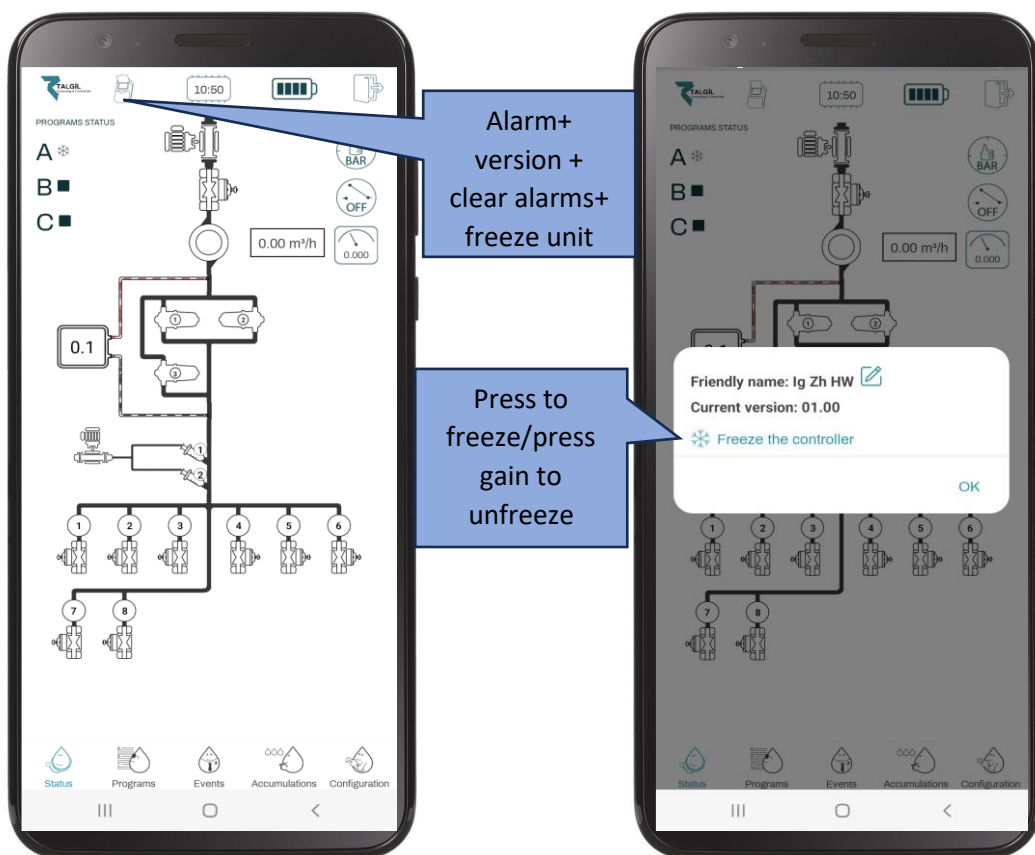 TALGIL
10:50
PROGRAMS STATUS
A
B
C
BAR
OFF
0.00 m³/h
0.000
1
2
3
0.1
1
2
1 2 3 4 5 6
7 8
Status Programs Events Accumulations Configuration
Alarm+
version +
clear alarms+
freeze unit
Press to
freeze/press
gain to
unfreeze
TALGIL
10:50
PROGRAMS STATUS
A
B
C
BAR
OFF
0.00 m³/h
0.000
1
2
Friendly name: Ig Zh HW
Current version: 01.00
Freeze the controller
OK
1 2 3 4 5 6
7 8
Status Programs Events Accumulations Configuration